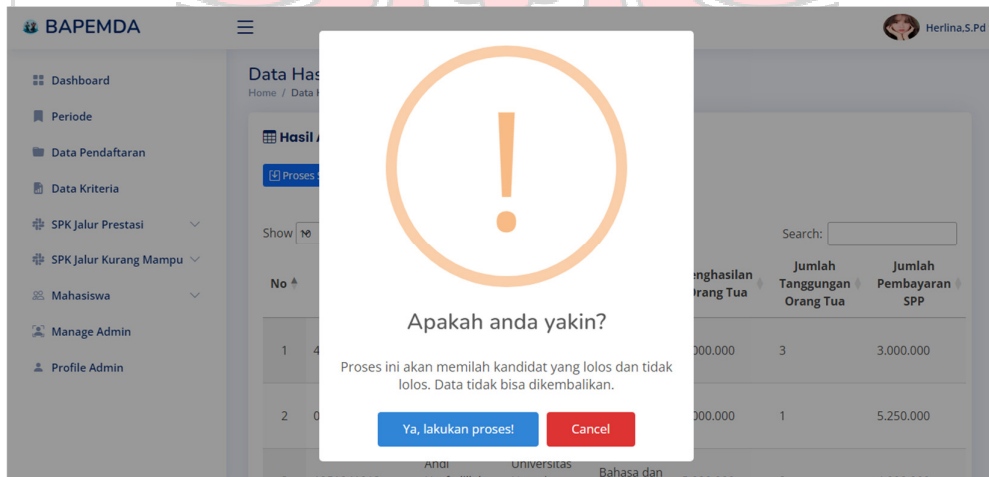 BAPEMDA
Herlina,S.Pd
Dashboard
Periode
Data Pendaftaran
Data Kriteria
SPK Jalur Prestasi
SPK Jalur Kurang Mampu
Mahasiswa
Manage Admin
Profile Admin
Data Has
Home / Data
Hasil
Proses
Show 10
Search:
No
enghasilan
Orang Tua
Jumlah
Tanggungan
Orang Tua
Jumlah
Pembayaran
SPP
1 4 000.000 3 3.000.000
2 0 000.000 1 5.250.000
Andi
Universitas
Bahasa dan
!
Apakah anda yakin?
Proses ini akan memilah kandidat yang lolos dan tidak
lolos. Data tidak bisa dikembalikan.
Ya, lakukan proses!
Cancel